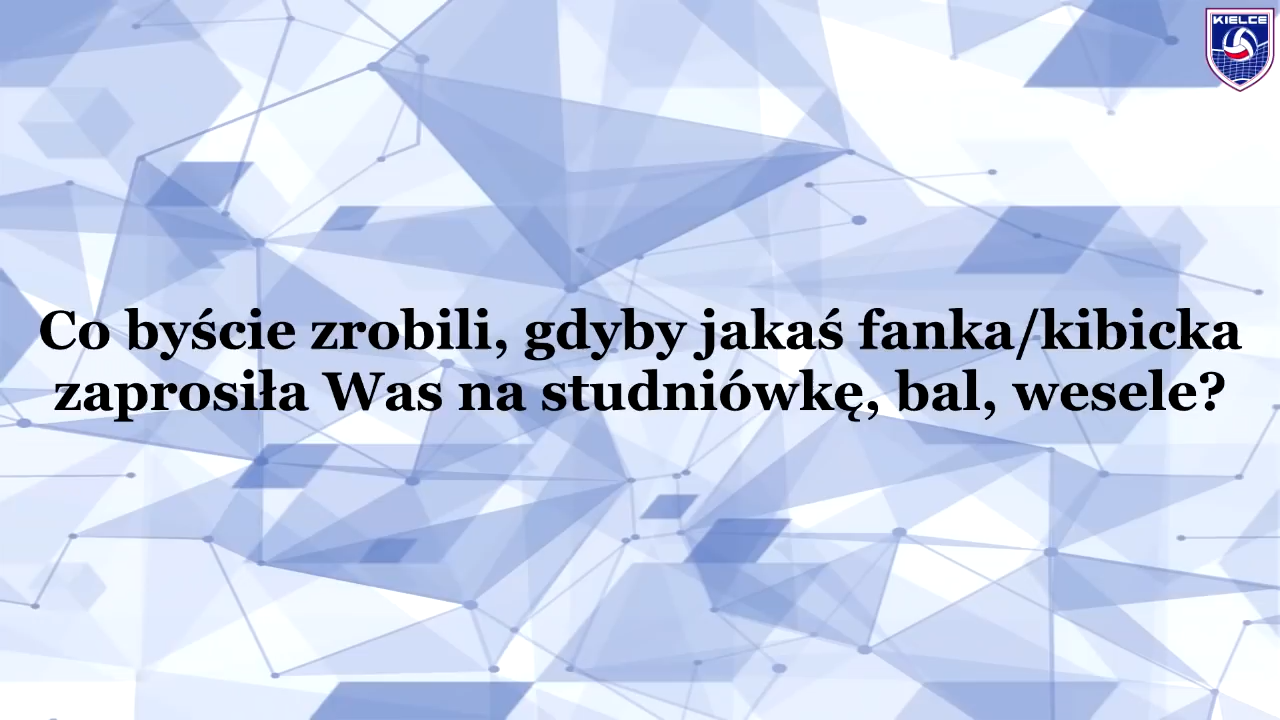 KIELCE
Co byście zrobili, gdyby jakaś fanka/kibicka
zaprosiła Was na studniówkę, bal, wesele?